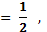 = 1/2 ,